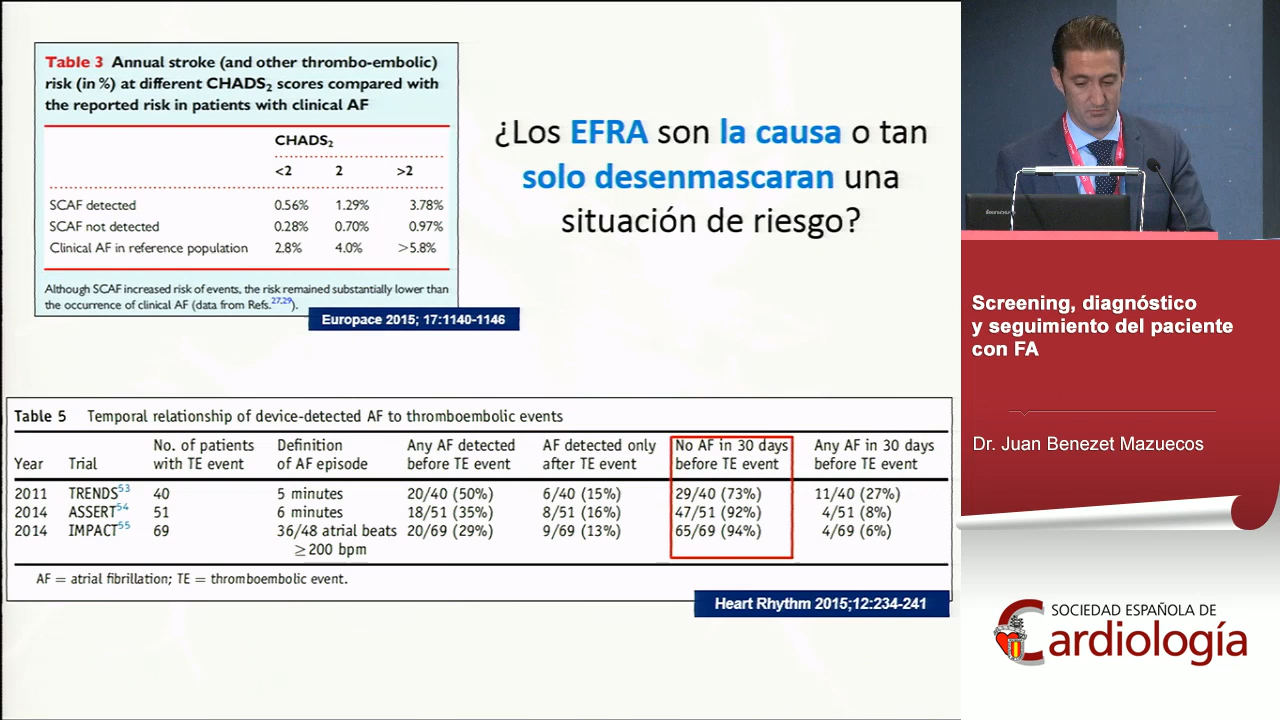 Table 3 Annual stroke (and other thrombo-embolic)
risk (in %) at different CHADS₂ scores compared with
the reported risk in patients with clinical AF
CHADS₂
<2 2 >2
SCAF detected 0.56% 1.29% 3.78%
SCAF not detected 0.28% 0.70% 0.97%
Clinical AF in reference population 2.8% 4.0% >5.8%
Although SCAF increased risk of events, the risk remained substantially lower than
the occurrence of clinical AF (data from Refs.27,29).
Europace 2015; 17:1140-1146
¿Los EFRA son la causa o tan
solo desenmascaran una
situación de riesgo?
Table 5 Temporal relationship of device-detected AF to thromboembolic events
No. of patients Definition Any AF detected AF detected only No AF in 30 days Any AF in 30 days
Year Trial with TE event of AF episode before TE event after TE event before TE event before TE event
2011 TRENDS53 40 5 minutes 20/40 (50%) 6/40 (15%) 29/40 (73%) 11/40 (27%)
2014 ASSERT54 51 6 minutes 18/51 (35%) 8/51 (16%) 47/51 (92%) 4/51 (8%)
2014 IMPACT55 69 36/48 atrial beats 20/69 (29%) 9/69 (13%) 65/69 (94%) 4/69 (6%)
≥200 bpm
AF = atrial fibrillation; TE = thromboembolic event.
Heart Rhythm 2015;12:234-241
lenovo
Screening, diagnóstico
y seguimiento del paciente
con FA
Dr. Juan Benezet Mazuecos
SOCIEDAD ESPAÑOLA DE
Cardiología